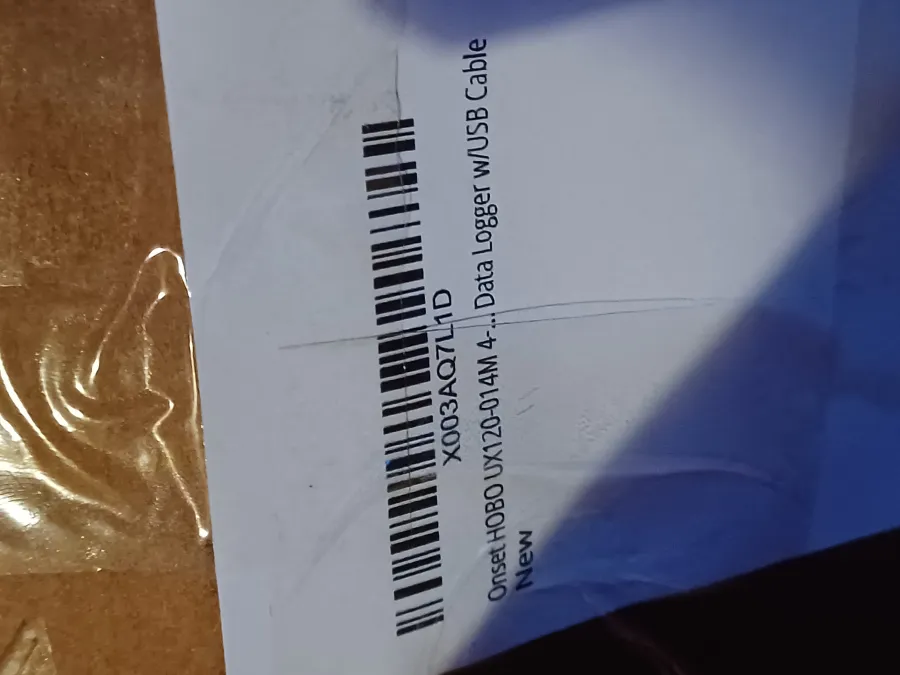 X003AQ7L1D
Onset HOBO UX120-014M 4-... Data Logger w/USB Cable
New